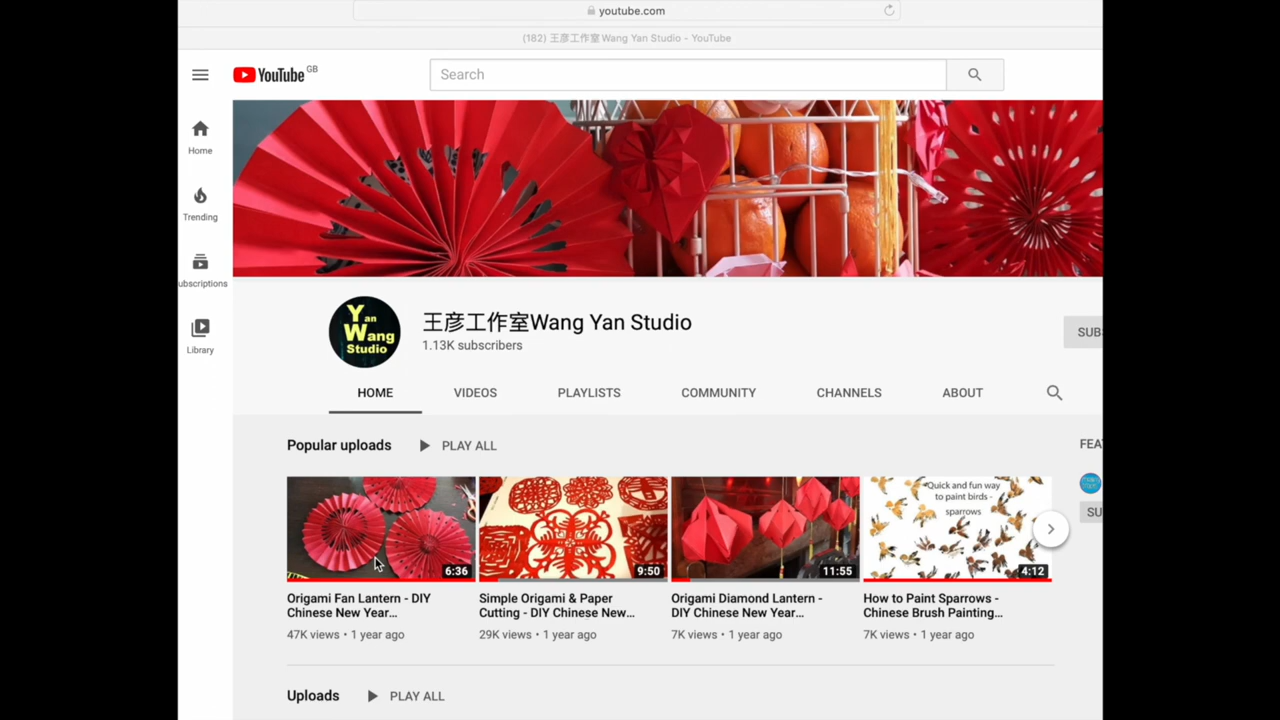 youtube.com
(182) 王彦工作室Wang Yan Studio - YouTube
YouTube GB
Search
Home
Trending
ubscriptions
Library
Yan
Wang
Studio
王彦工作室Wang Yan Studio
1.13K subscribers
SUB
HOME VIDEOS PLAYLISTS COMMUNITY CHANNELS ABOUT
Popular uploads PLAY ALL
FEA
SU
6:36
9:50
11:55
Quick and fun way
to paint birds -
sparrows
4:12
Origami Fan Lantern - DIY
Chinese New Year...
47K views • 1 year ago
Simple Origami & Paper
Cutting - DIY Chinese New...
29K views • 1 year ago
Origami Diamond Lantern -
DIY Chinese New Year...
7K views • 1 year ago
How to Paint Sparrows -
Chinese Brush Painting...
7K views • 1 year ago
Uploads PLAY ALL